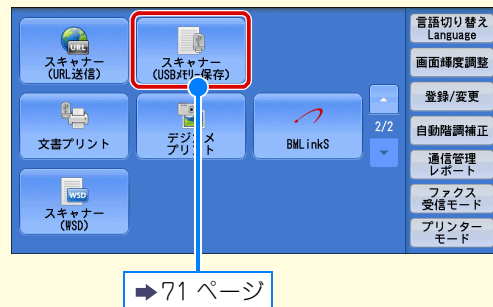 URL
スキャナー
(URL送信)
スキャナー
(USBメモリー保存)
文書プリント
デジ
メ
プリ
ト
BMLinkS
WSD
スキャナー
(WSD)
2/2
言語切り替え
Language
画面輝度調整
登録/変更
自動階調補正
通信管理
レポート
ファクス
受信モード
プリンター
モード
➡71 ページ